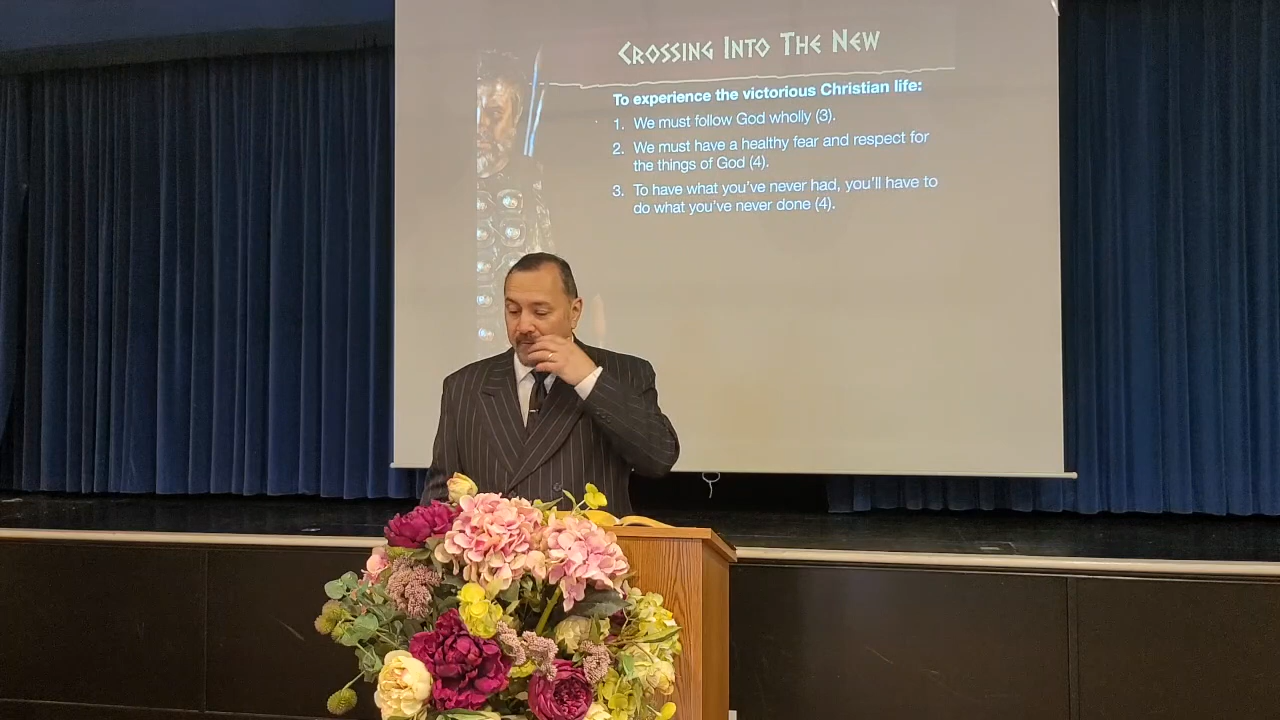 Crossing Into The New
To experience the victorious Christian life:
1. We must follow God wholly (3).
2. We must have a healthy fear and respect for
the things of God (4).
3. To have what you've never had, you'll have to
do what you've never done (4).